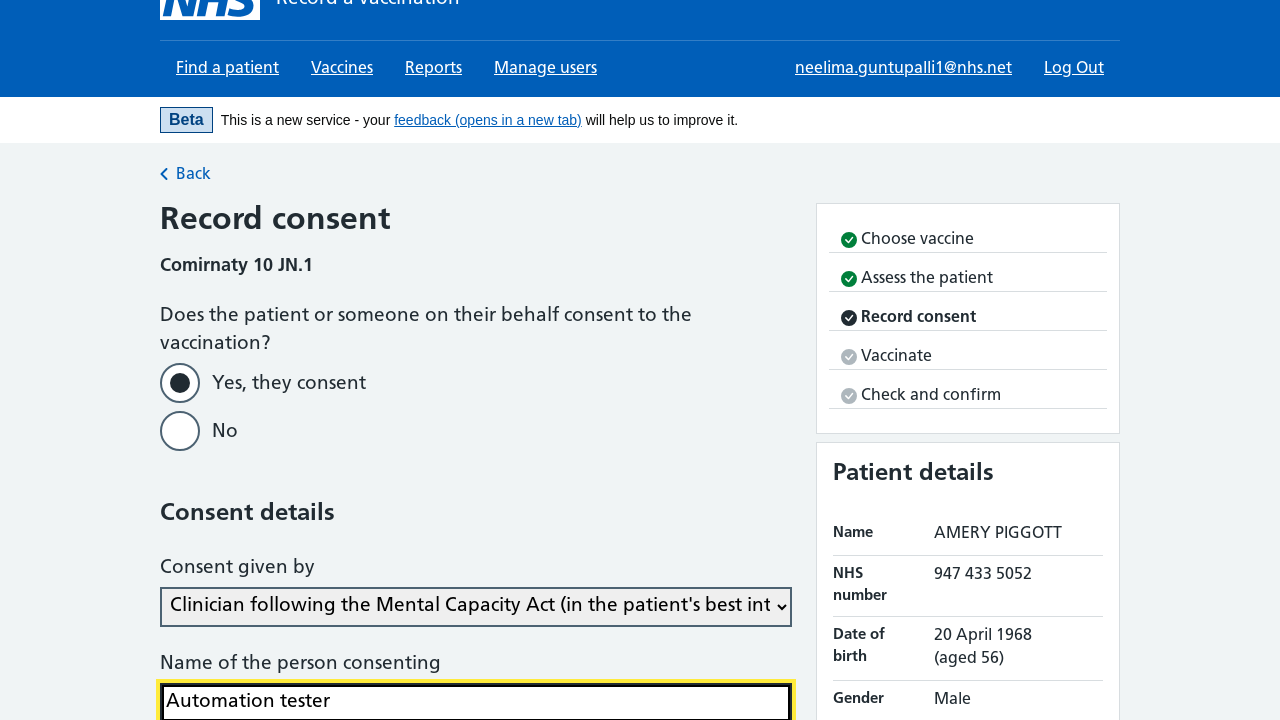 NHS Record a vaccination
Find a patient Vaccines Reports Manage users neelima.guntupalli1@nhs.net Log Out
Beta This is a new service - your feedback (opens in a new tab) will help us to improve it.
Back
Record consent
Comirnaty 10 JN.1
Does the patient or someone on their behalf consent to the
vaccination?
Yes, they consent
No
Consent details
Consent given by
Clinician following the Mental Capacity Act (in the patient's best int
Name of the person consenting
Automation tester
Choose vaccine
Assess the patient
Record consent
Vaccinate
Check and confirm
Patient details
Name AMERY PIGGOTT
NHS 947 433 5052
number
Date of 20 April 1968
birth (aged 56)
Gender Male